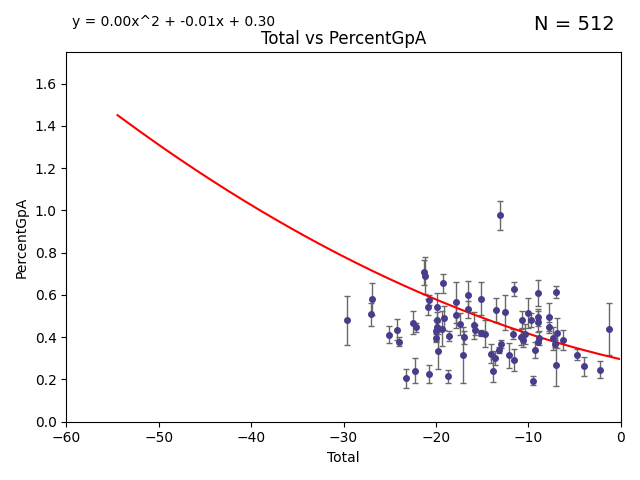 y = 0.00x^2 + -0.01x + 0.30
N = 512
Total vs PercentGpA
PercentGpA
1.6
1.4
1.2
1.0
0.8
0.6
0.4
0.2
0.0
−60 −50 −40 −30 −20 −10 0
Total